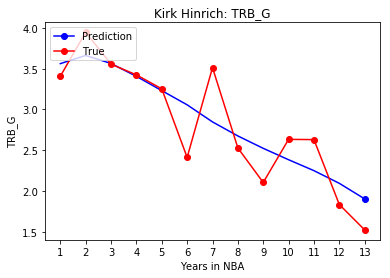 Kirk Hinrich: TRB_G
Prediction
True
4.0
3.5
3.0
2.5
2.0
1.5
TRB_G
1 2 3 4 5 6 7 8 9 10 11 12 13
Years in NBA